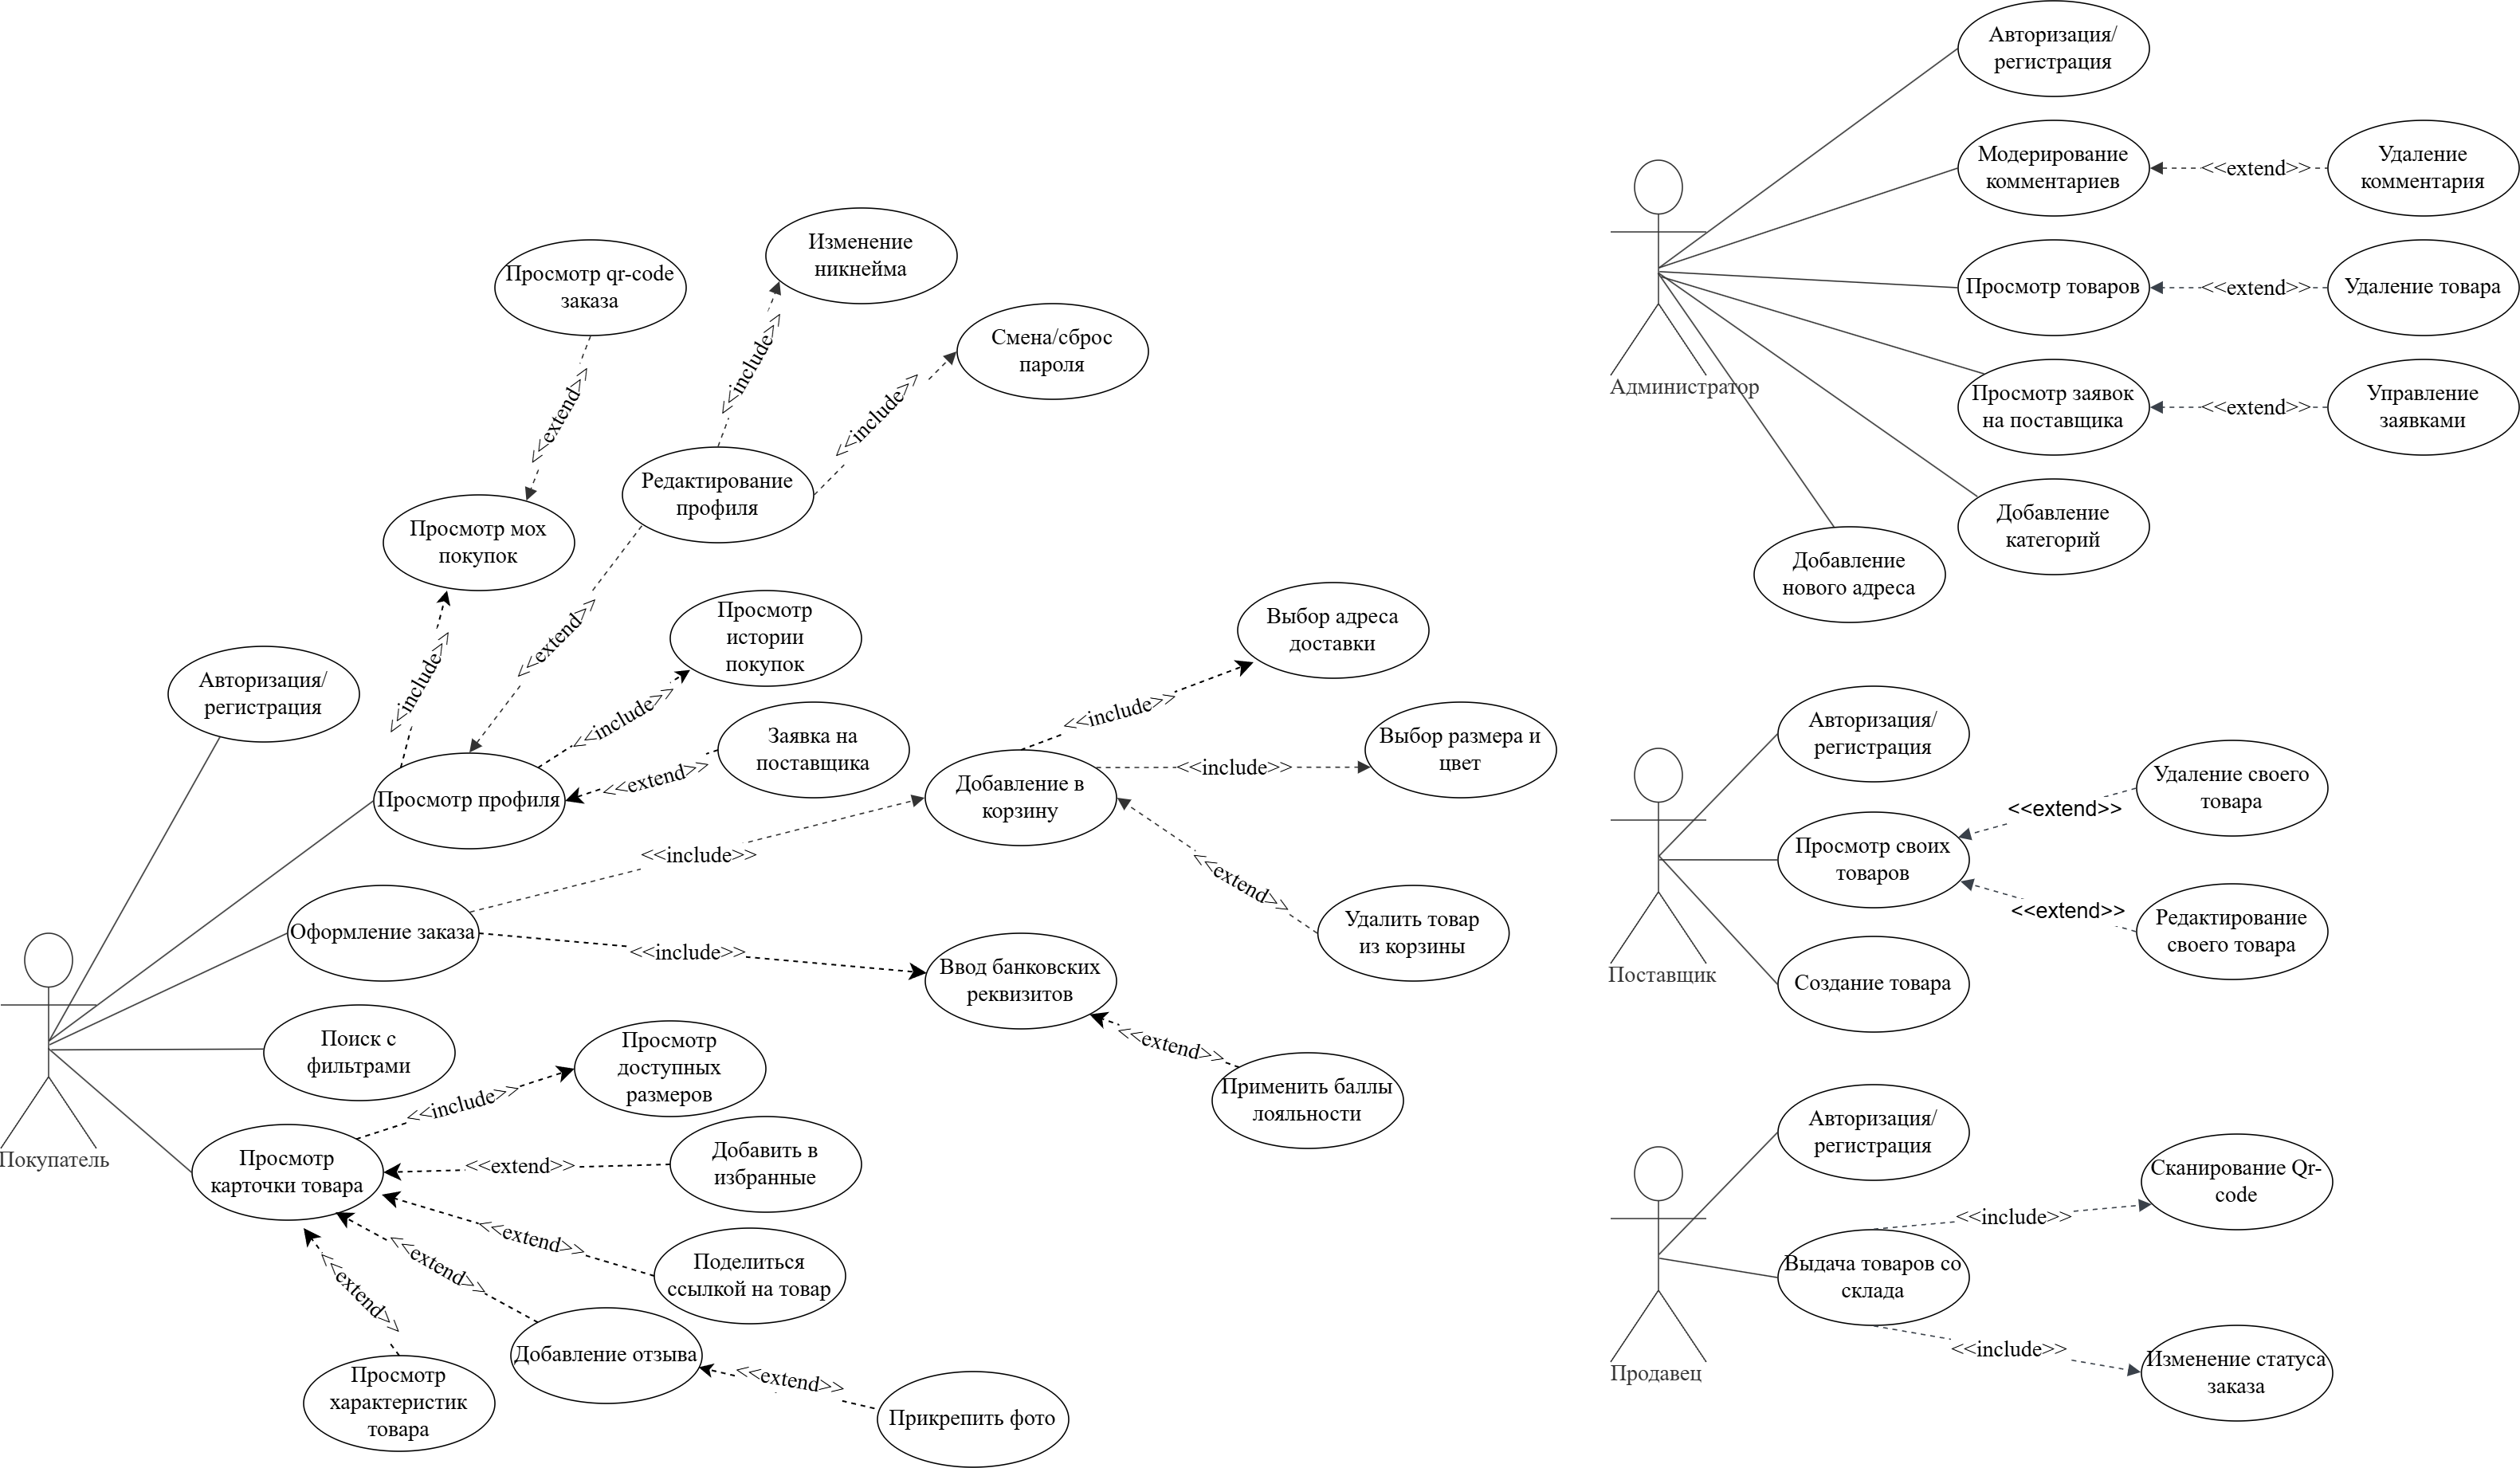 Авторизация/
регистрация
Модерирование
комментариев
<<extend>>
Удаление
комментария
Просмотр товаров
<<extend>>
Удаление товара
Администратор
Просмотр заявок
на поставщика
<<extend>>
Управление
заявками
Добавление
категорий
Добавление
нового адреса
Изменение
никнейма
Просмотр qr-code
заказа
<<include>>
Смена/сброс
пароля
<<extend>>
<<include>>
Редактирование
профиля
Просмотр мох
покупок
<<include>>
<<extend>>
Просмотр
истории
покупок
<<include>>
Авторизация/
регистрация
Заявка на
поставщика
<<extend>>
Просмотр профиля
Выбор адреса
доставки
<<include>>
Выбор размера и
цвет
<<include>>
Добавление в
корзину
<<include>>
<<extend>>
Удалить товар
из корзины
Оформление заказа
<<include>>
Ввод банковских
реквизитов
<<extend>>
Применить баллы
лояльности
Поиск с
фильтрами
Покупатель
Просмотр
доступных
размеров
<<include>>
Просмотр
карточки товара
<<extend>>
Добавить в
избранные
<<extend>>
Поделиться
ссылкой на товар
<<extend>>
Добавление отзыва
<<extend>>
Просмотр
характеристик
товара
<<extend>>
Прикрепить фото
Авторизация/
регистрация
Удаление своего
товара
<<extend>>
Просмотр своих
товаров
<<extend>>
Редактирование
своего товара
Поставщик
Создание товара
Авторизация/
регистрация
Сканирование Qr-
code
<<include>>
Выдача товаров со
склада
<<include>>
Изменение статуса
заказа
Продавец